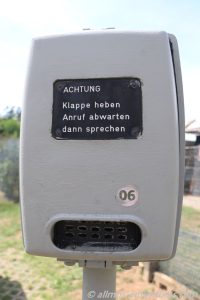 ACHTUNG
Klappe heben
Anruf abwarten
dann sprechen
06